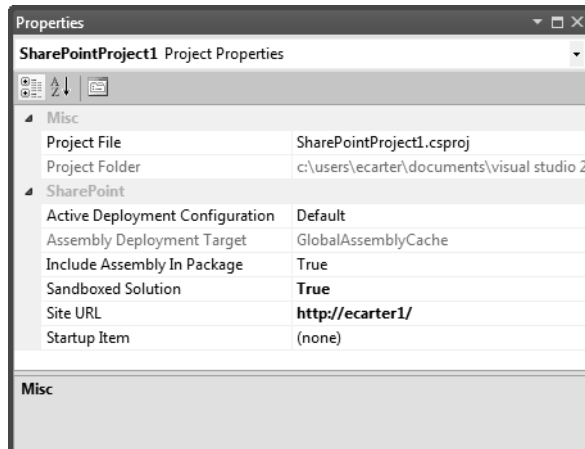 Properties
SharePointProject1 Project Properties
Misc
Project File SharePointProject1.csproj
Project Folder c:\users\ecarter\documents\visual studio 2
SharePoint
Active Deployment Configuration Default
Assembly Deployment Target GlobalAssemblyCache
Include Assembly In Package True
Sandboxed Solution True
Site URL http://ecarter1/
Startup Item (none)
Misc